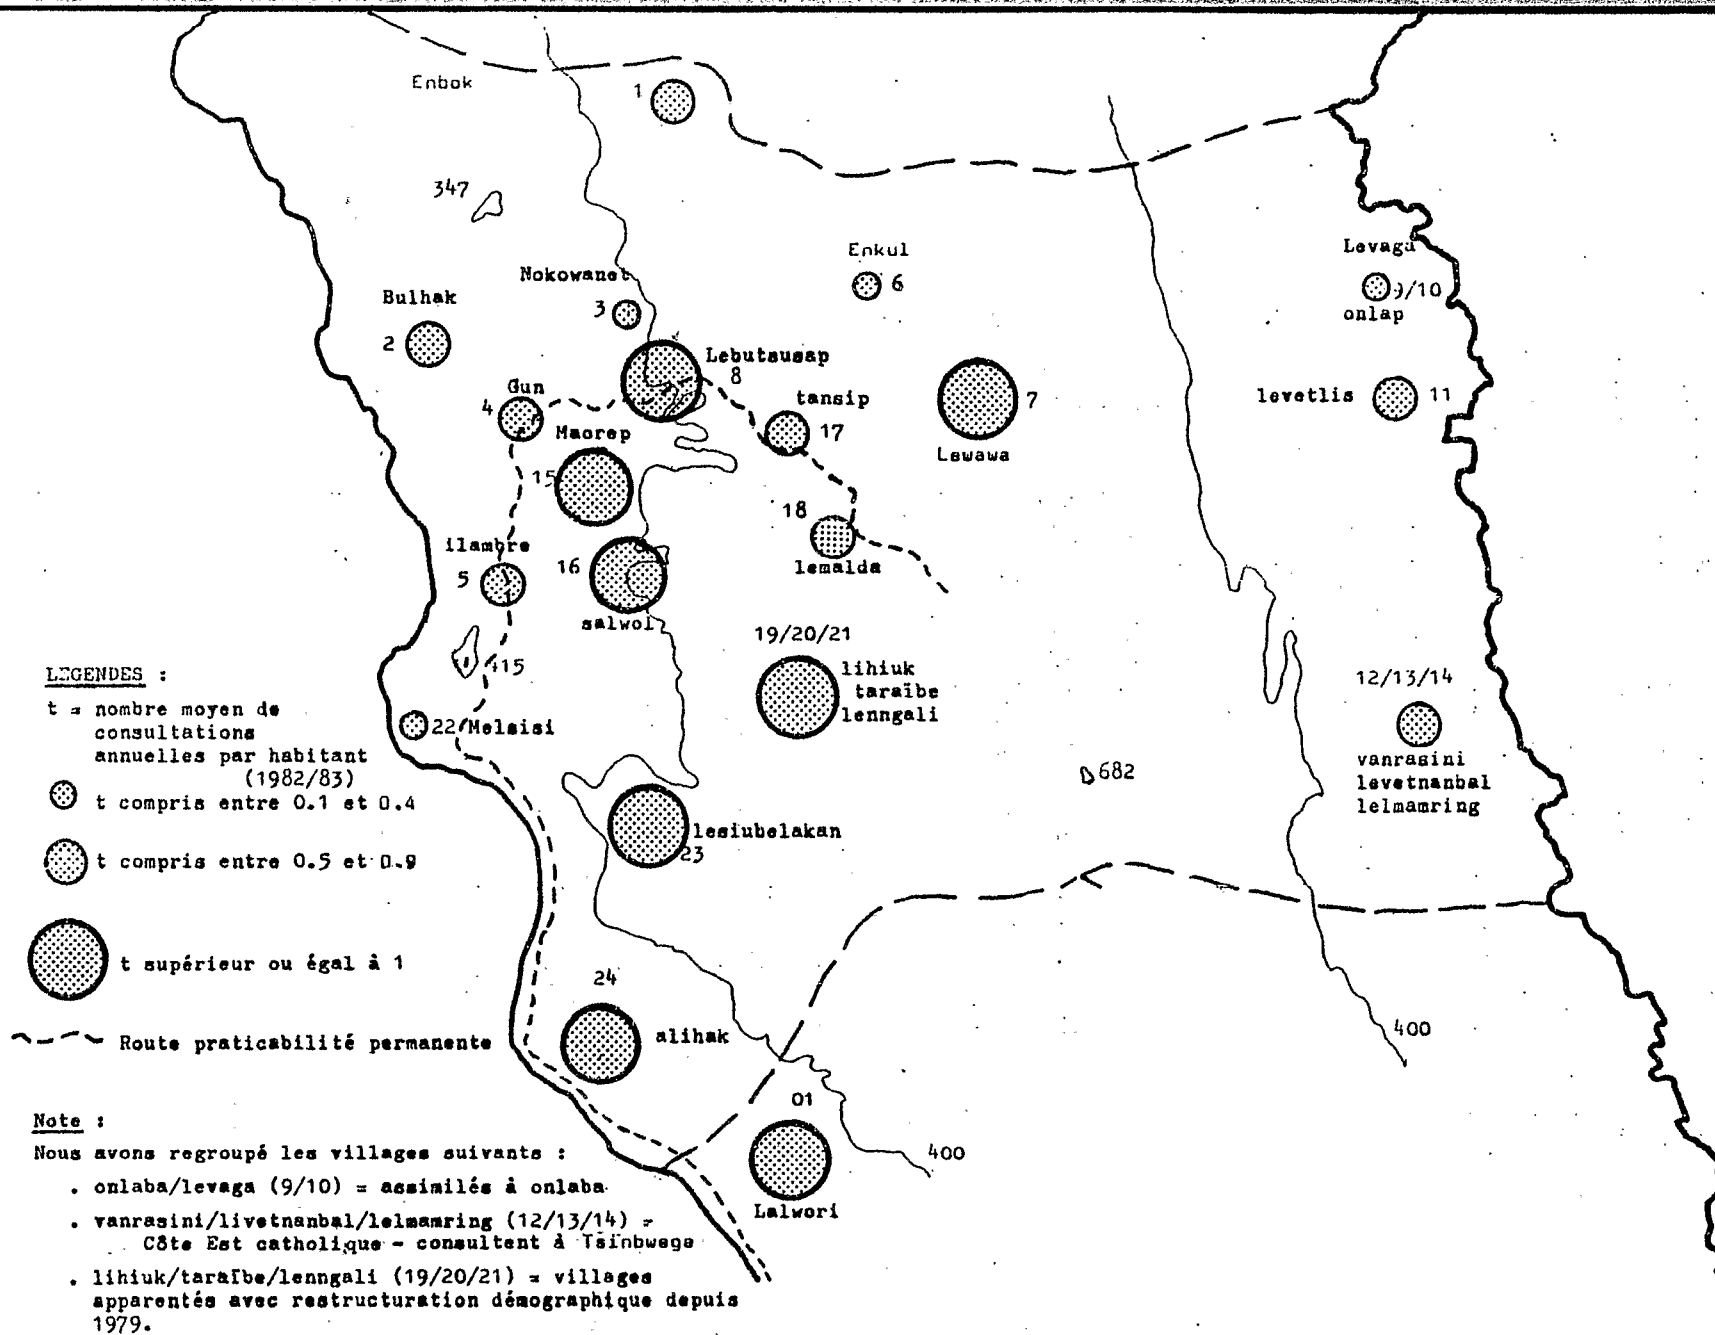 Enbok
1
347
Enkul
6
Levaga
9/10
onlap
Nokowanet
3
Bulhak
2
Lebutsusap
8
Gun
4
tansip
17
7
Lewawa
levetlis
11
Maorep
15
18
lemalda
ilambre
5
16
salwol
19/20/21
lihiuk
taraïbe
lenngali
415
12/13/14
vanrasini
levetnanbal
lelmamring
22 Melsisi
682
lesiubelakan
23
24
alihak
400
01
400
Lalwori
LEGENDES :
t = nombre moyen de
consultations
annuelles par habitant
(1982/83)
t compris entre 0.1 et 0.4
t compris entre 0.5 et 0.9
t supérieur ou égal à 1
Route praticabilité permanente
Note :
Nous avons regroupé les villages suivants :
. onlaba/levaga (9/10) = assimilés à onlaba
. vanrasini/livetnanbal/lelmamring (12/13/14) =
Côte Est catholique - consultent à Tsinbwege
. lihiuk/taraïbe/lenngali (19/20/21) = villages
apparentés avec restructuration démographique depuis
1979.